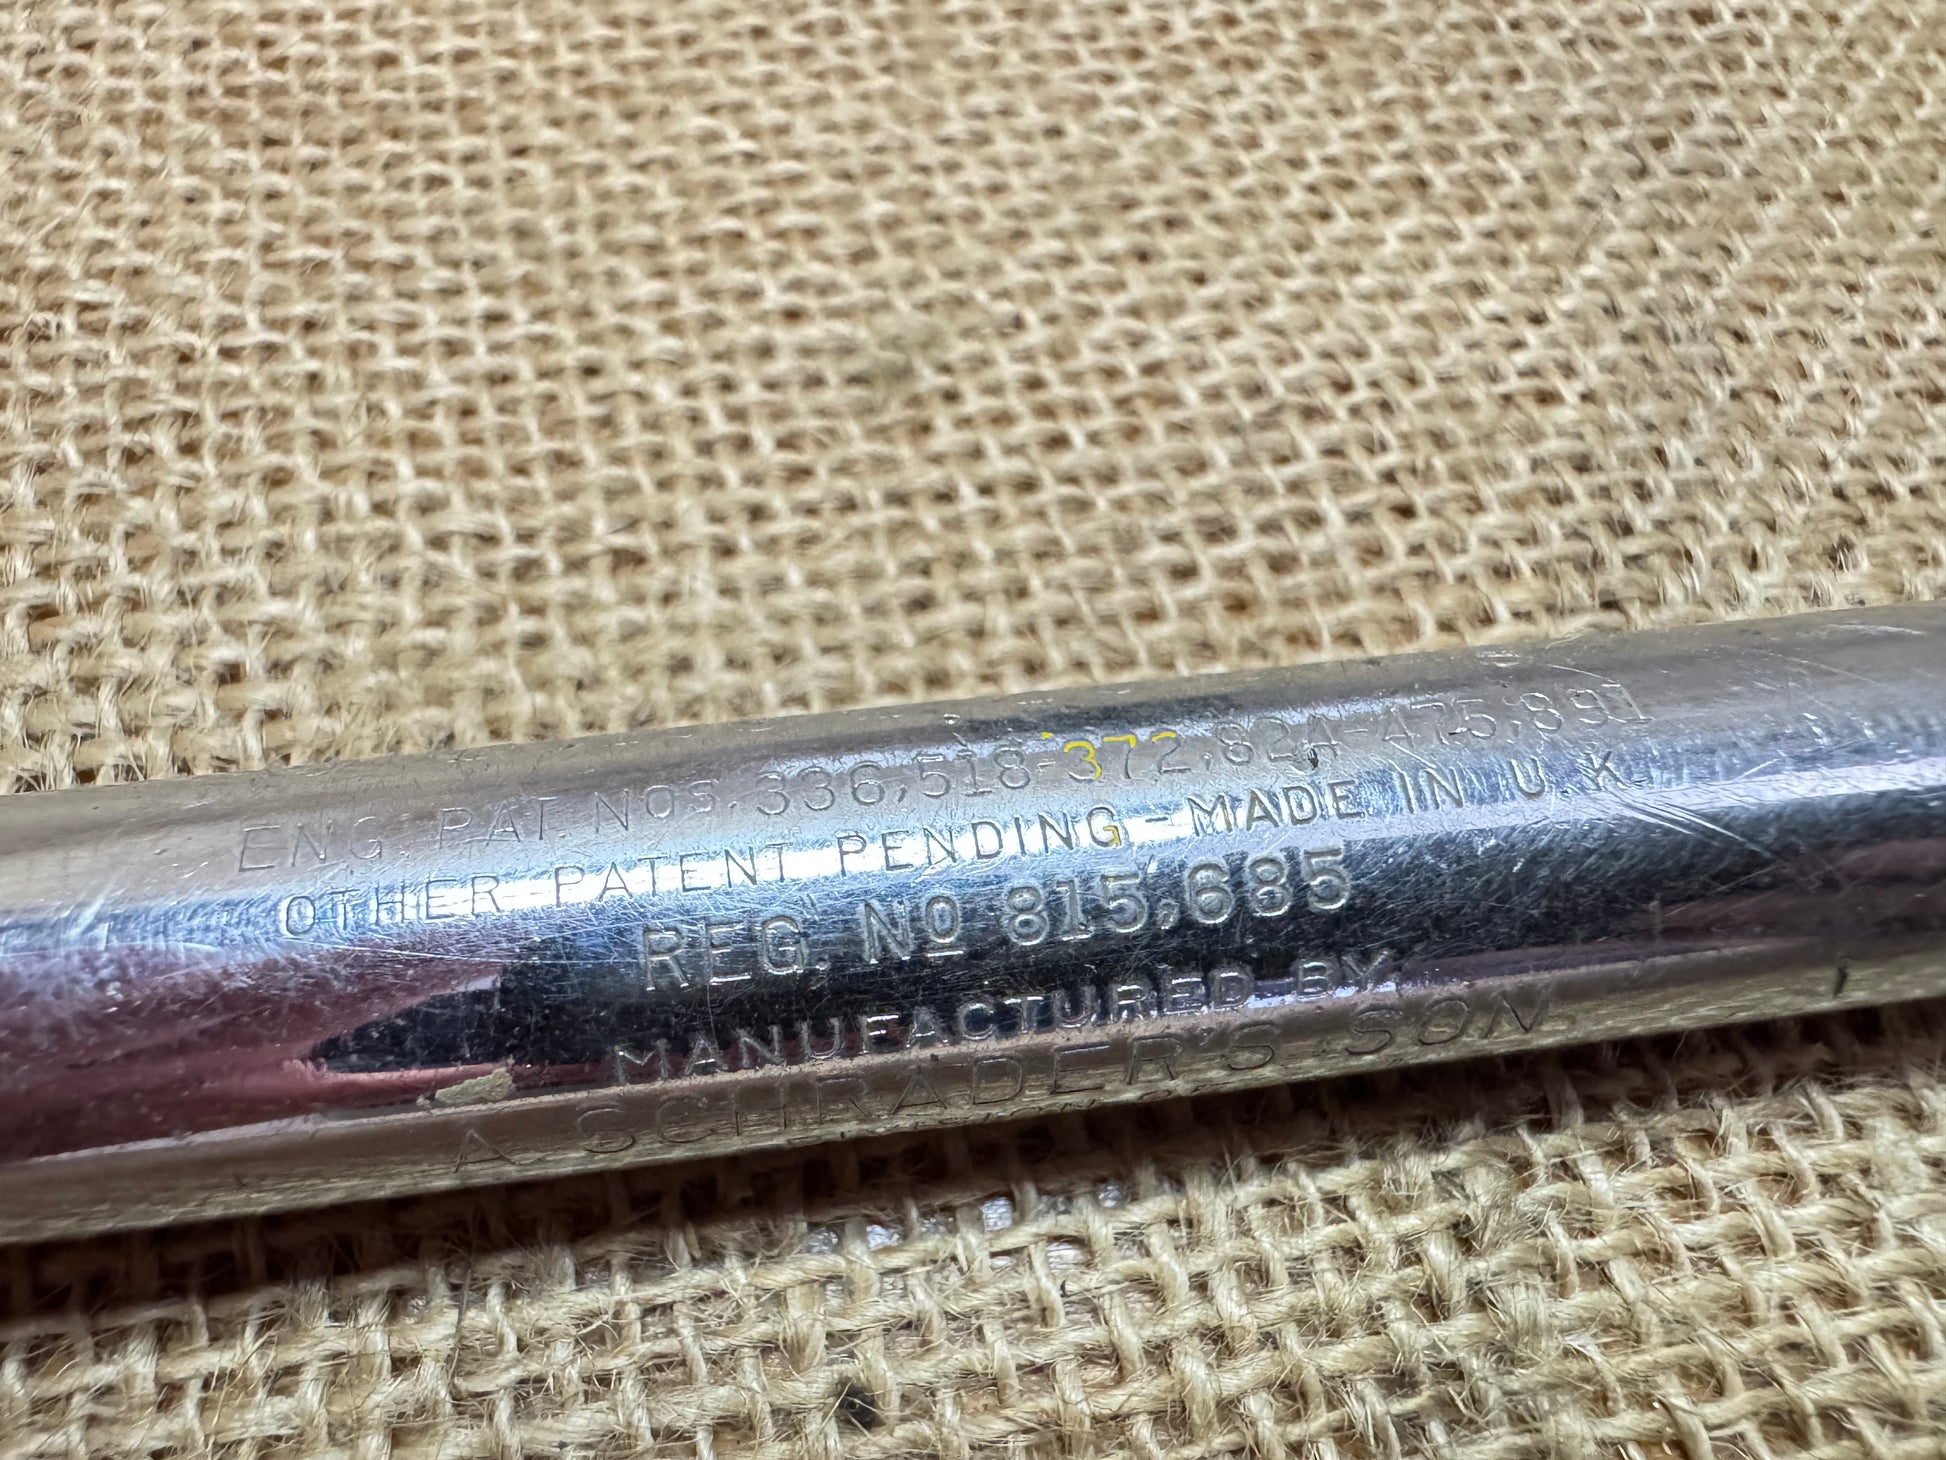 ENG. PAT. NOS. 336,518-372,824-475,891
OTHER PATENT PENDING - MADE IN U.K.
REG. No 815,685
MANUFACTURED BY
A SCHRADER'S SON